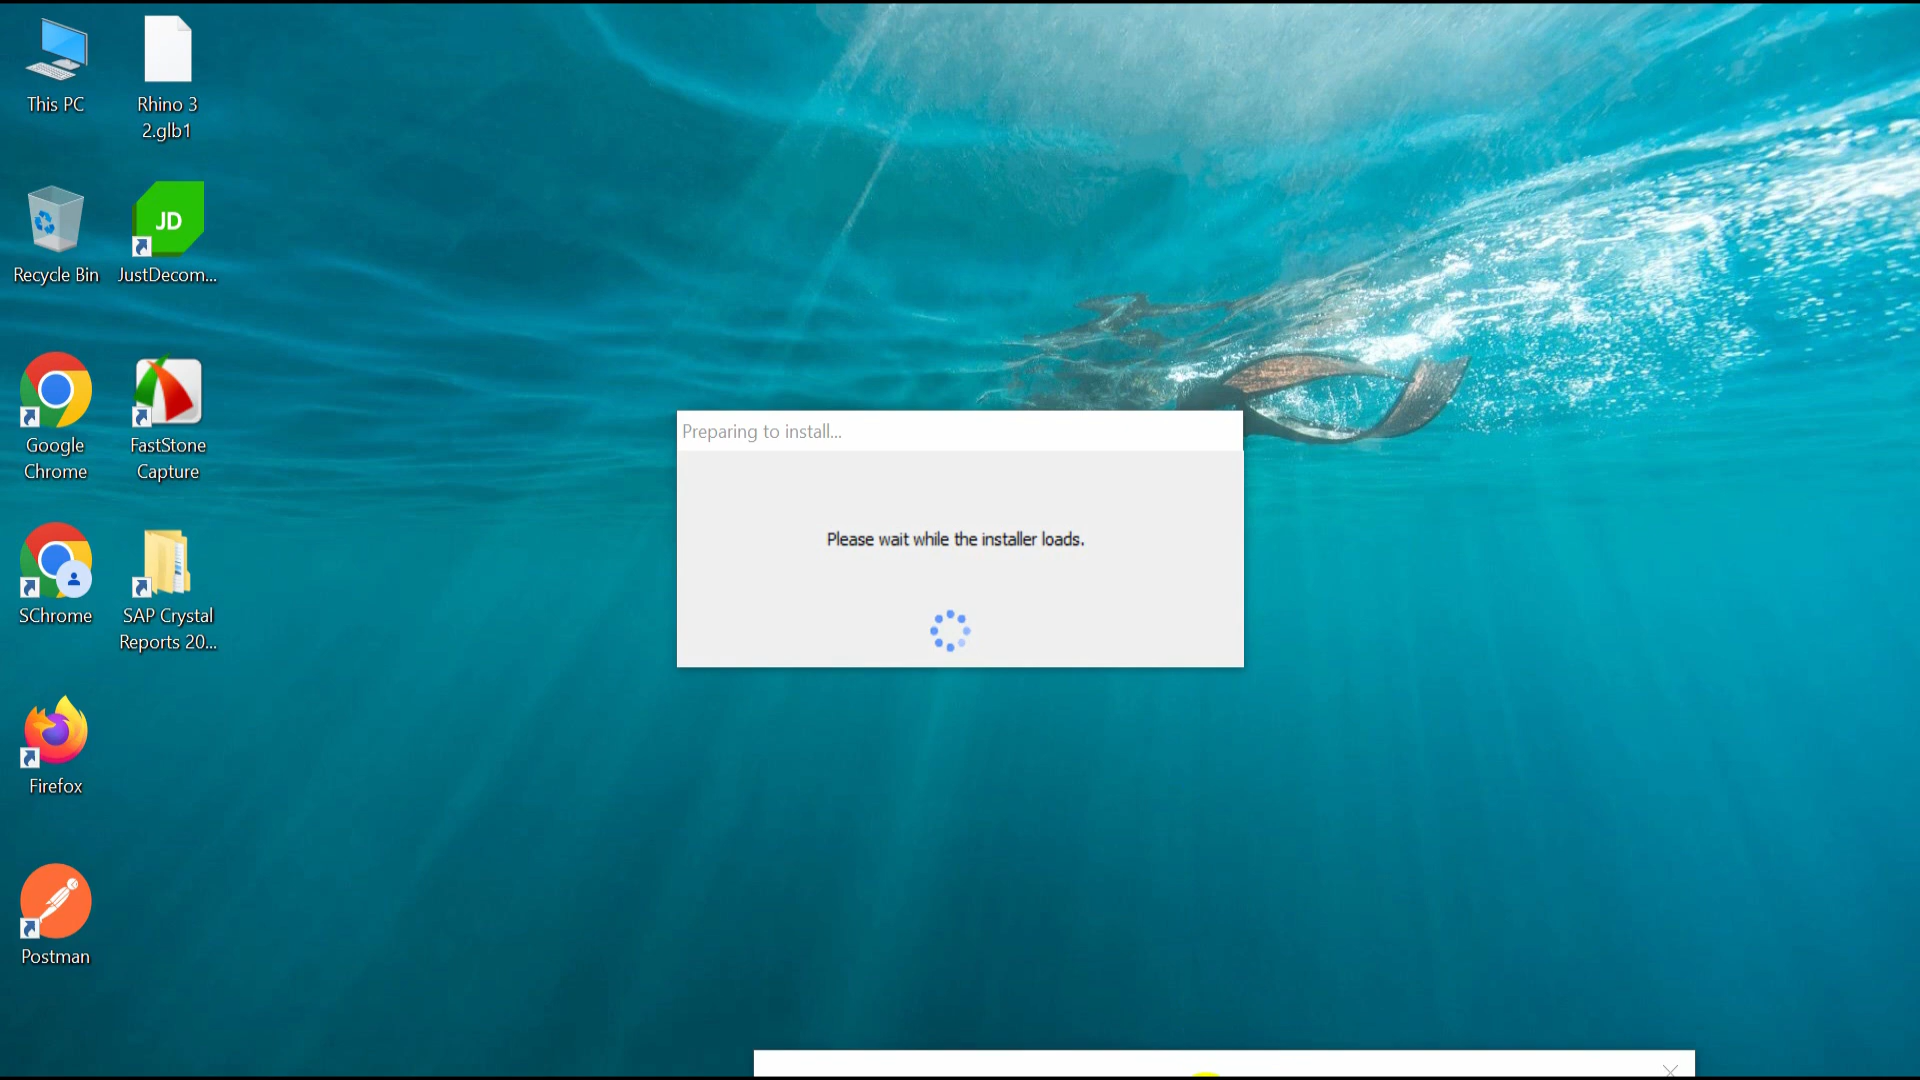 This PC
Rhino 3
2.glb1
Recycle Bin
JD
JustDecom...
Google
Chrome
FastStone
Capture
SChrome
SAP Crystal
Reports 20...
Firefox
Postman
Preparing to install...
Please wait while the installer loads.